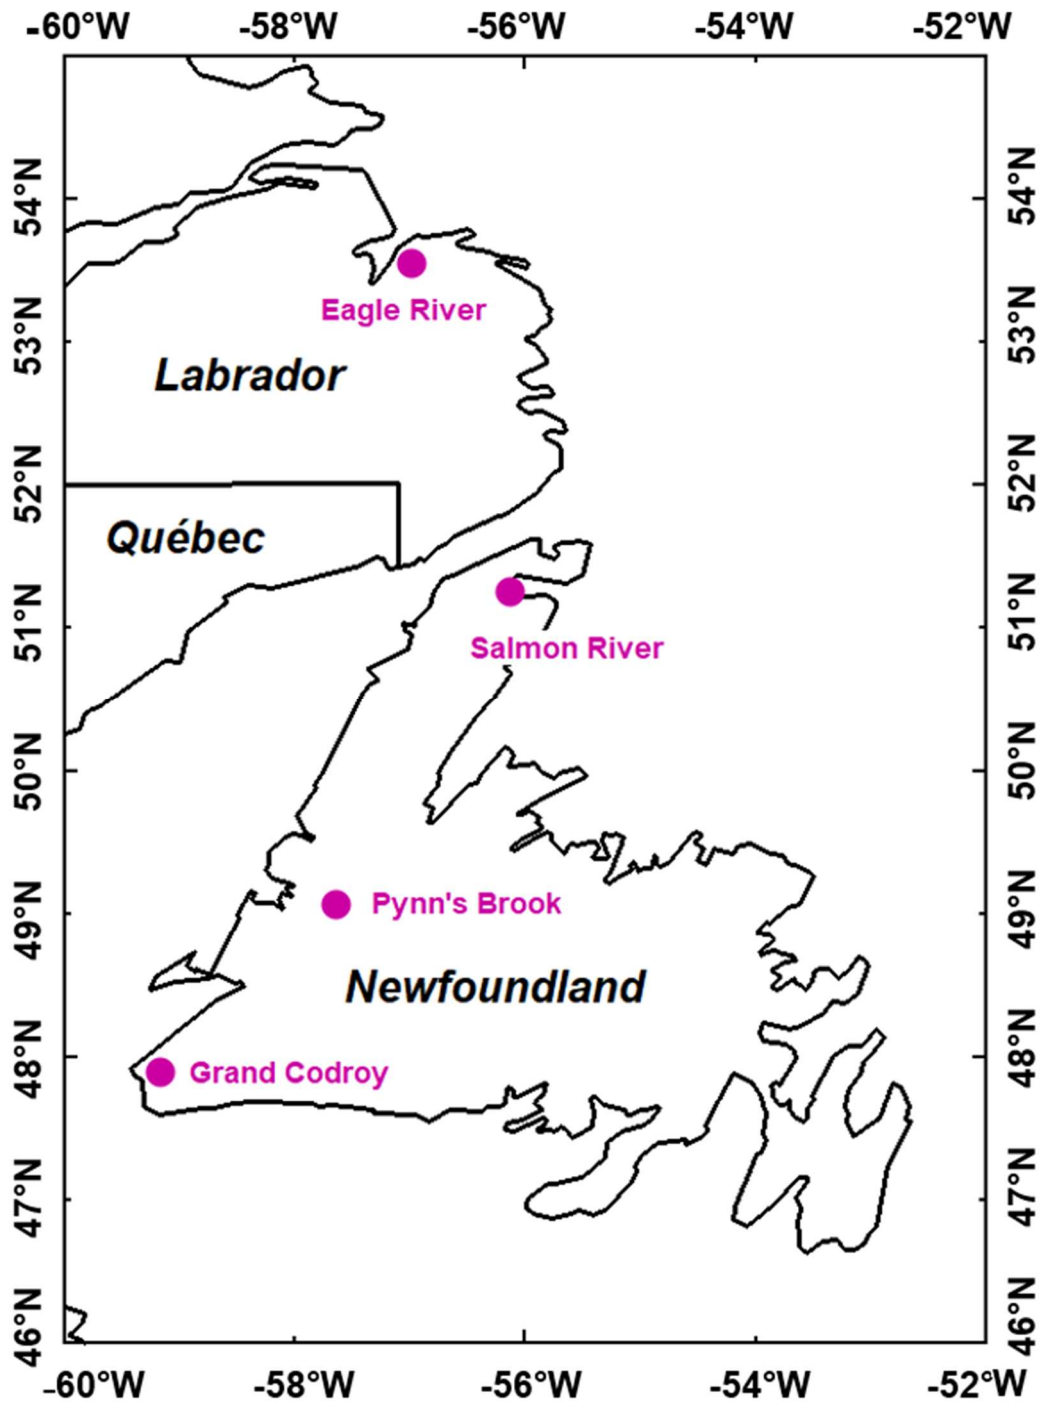 -60°W -58°W -56°W -54°W -52°W
54°N 54°N
Eagle River
53°N 53°N
Labrador
52°N 52°N
Québec
51°N 51°N
Salmon River
50°N 50°N
49°N 49°N
Pynn's Brook
Newfoundland
48°N 48°N
Grand Codroy
47°N 47°N
46°N 46°N
-60°W -58°W -56°W -54°W -52°W